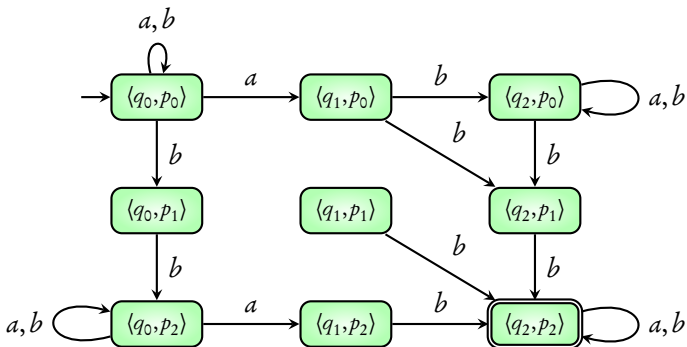 a, b
a b
⟨q₀,p₀⟩ ⟨q₁,p₀⟩ ⟨q₂,p₀⟩ a, b
b b b
⟨q₀,p₁⟩ ⟨q₁,p₁⟩ ⟨q₂,p₁⟩
b b b
a b
a, b ⟨q₀,p₂⟩ ⟨q₁,p₂⟩ ⟨q₂,p₂⟩ a, b